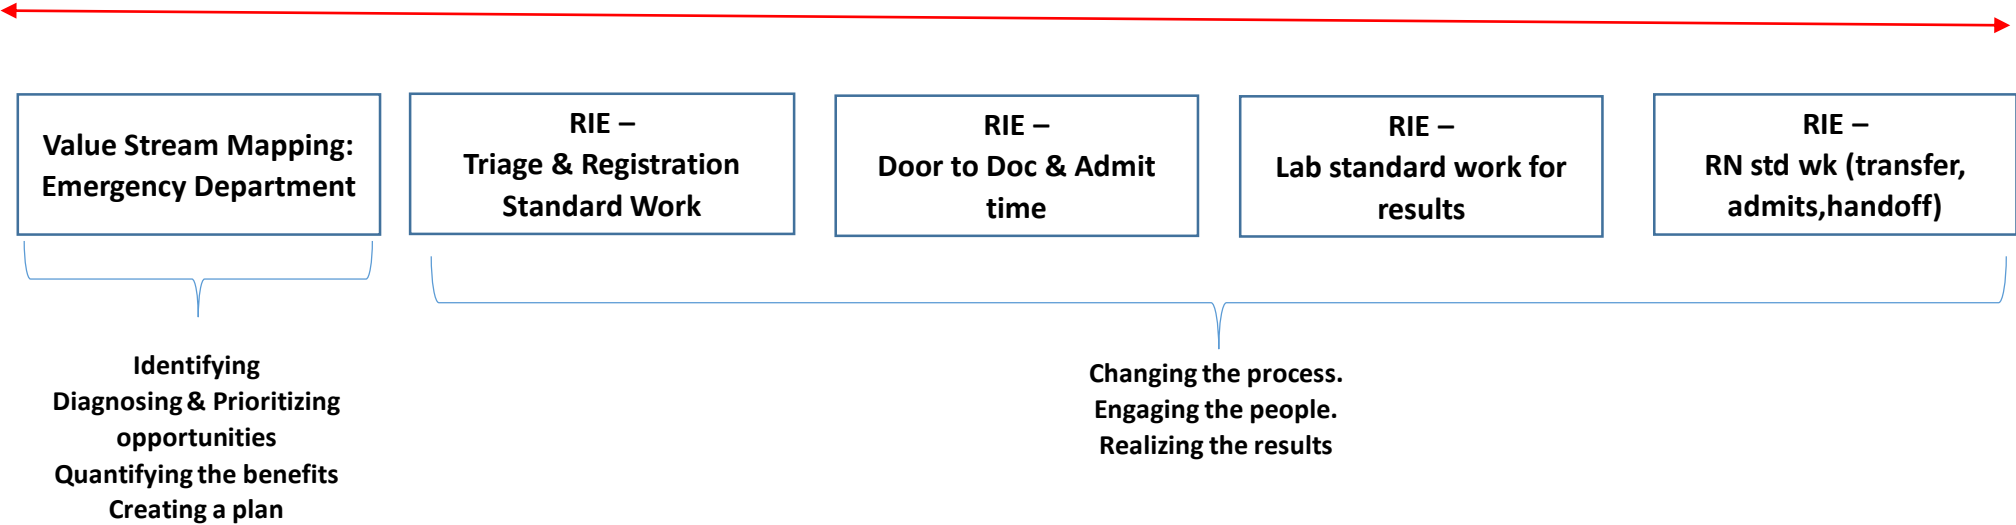 Value Stream Mapping:
Emergency Department
RIE –
Triage & Registration
Standard Work
RIE –
Door to Doc & Admit
time
RIE –
Lab standard work for
results
RIE –
RN std wk (transfer,
admits,handoff)
Identifying
Diagnosing & Prioritizing
opportunities
Quantifying the benefits
Creating a plan
Changing the process.
Engaging the people.
Realizing the results